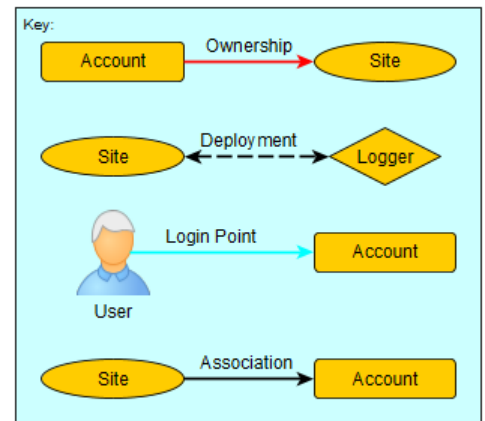 Key:
Ownership
Account
Site
Deployment
Site
Logger
Login Point
Account
User
Association
Site
Account